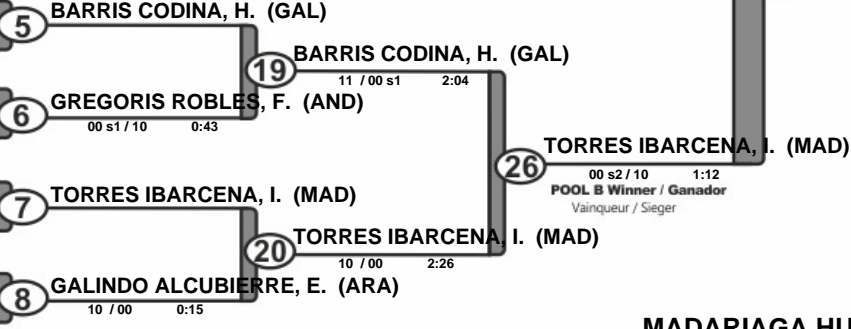 5 BARRIS CODINA, H. (GAL)
19 BARRIS CODINA, H. (GAL)
11 / 00 s1 2:04
6 GREGORIS ROBLES, F. (AND)
00 s1 / 10 0:43
26 TORRES IBARCENA, I. (MAD)
00 s2 / 10 1:12
POOL B Winner / Ganador
Vainqueur / Sieger
7 TORRES IBARCENA, I. (MAD)
20 TORRES IBARCENA, I. (MAD)
10 / 00 2:26
8 GALINDO ALCUBIERRE, E. (ARA)
10 / 00 0:15
MADARIAGA HU